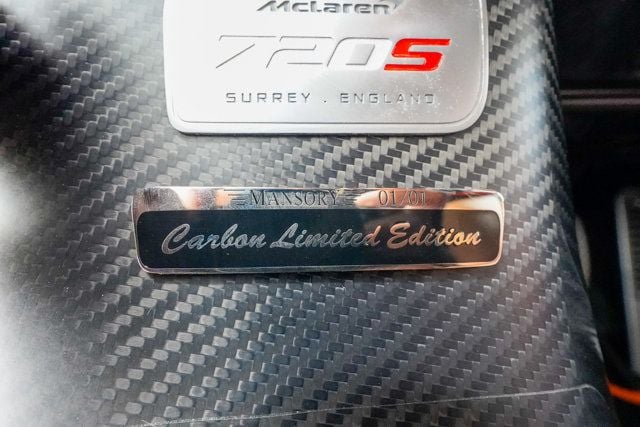 McLaren
720S
SURREY . ENGLAND
MANSORY 01/01
Carbon Limited Edition